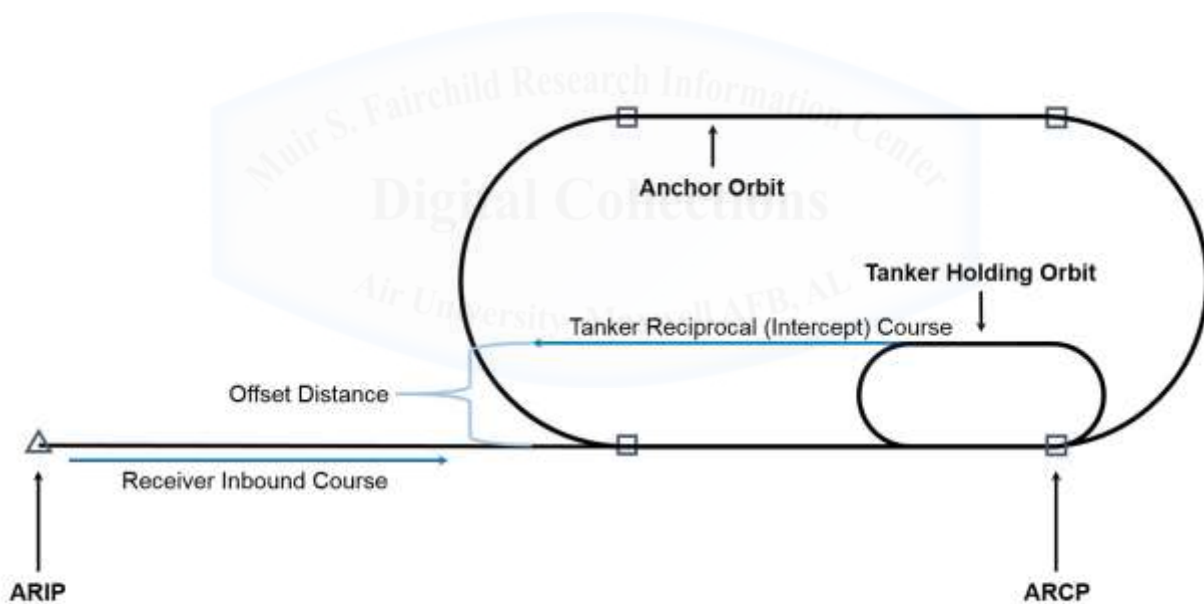 Muir S. Fairchild Research Information Center
Digital Collections
Anchor Orbit
Tanker Holding Orbit
Air University, Maxwell AFB, AL
Tanker Reciprocal (Intercept) Course
Offset Distance
Receiver Inbound Course
ARIP
ARCP